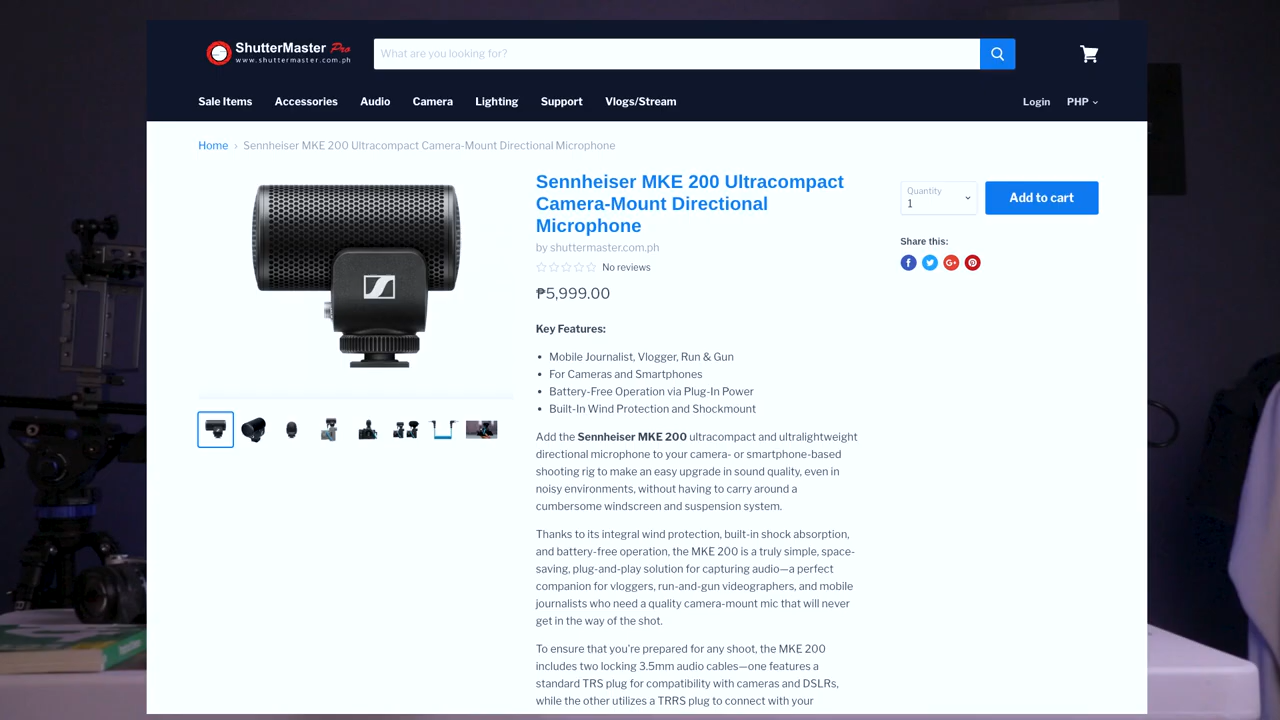 ShutterMaster Pro
www.shuttermaster.com.ph
What are you looking for?
Sale Items Accessories Audio Camera Lighting Support Vlogs/Stream
Login PHP
Home › Sennheiser MKE 200 Ultracompact Camera-Mount Directional Microphone
Sennheiser MKE 200 Ultracompact
Camera-Mount Directional
Microphone
by shuttermaster.com.ph
No reviews
₱5,999.00
Quantity
1
Add to cart
Share this:
Key Features:
• Mobile Journalist, Vlogger, Run & Gun
• For Cameras and Smartphones
• Battery-Free Operation via Plug-In Power
• Built-In Wind Protection and Shockmount
Add the Sennheiser MKE 200 ultracompact and ultralightweight
directional microphone to your camera- or smartphone-based
shooting rig to make an easy upgrade in sound quality, even in
noisy environments, without having to carry around a
cumbersome windscreen and suspension system.
Thanks to its integral wind protection, built-in shock absorption,
and battery-free operation, the MKE 200 is a truly simple, space-
saving, plug-and-play solution for capturing audio—a perfect
companion for vloggers, run-and-gun videographers, and mobile
journalists who need a quality camera-mount mic that will never
get in the way of the shot.
To ensure that you're prepared for any shoot, the MKE 200
includes two locking 3.5mm audio cables—one features a
standard TRS plug for compatibility with cameras and DSLRs,
while the other utilizes a TRRS plug to connect with your